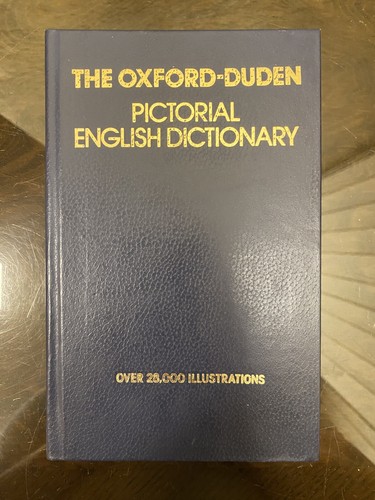 THE OXFORD-DUDEN
PICTORIAL
ENGLISH DICTIONARY
OVER 28,000 ILLUSTRATIONS